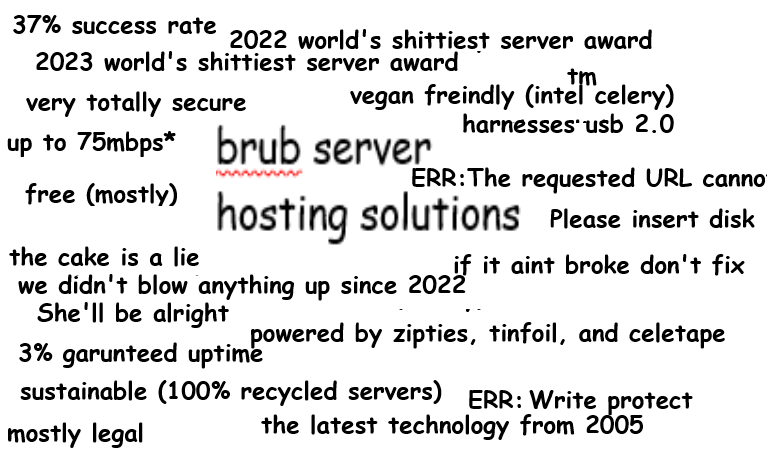 37% success rate
2022 world's shittiest server award
2023 world's shittiest server award
tm
very totally secure
vegan freindly (intel celery)
harnesses usb 2.0
up to 75mbps*
brub server
ERR:The requested URL canno
free (mostly)
hosting solutions
Please insert disk
the cake is a lie
if it aint broke don't fix
we didn't blow anything up since 2022
She'll be alright
powered by zipties, tinfoil, and celetape
3% garunteed uptime
sustainable (100% recycled servers)
ERR: Write protect
the latest technology from 2005
mostly legal